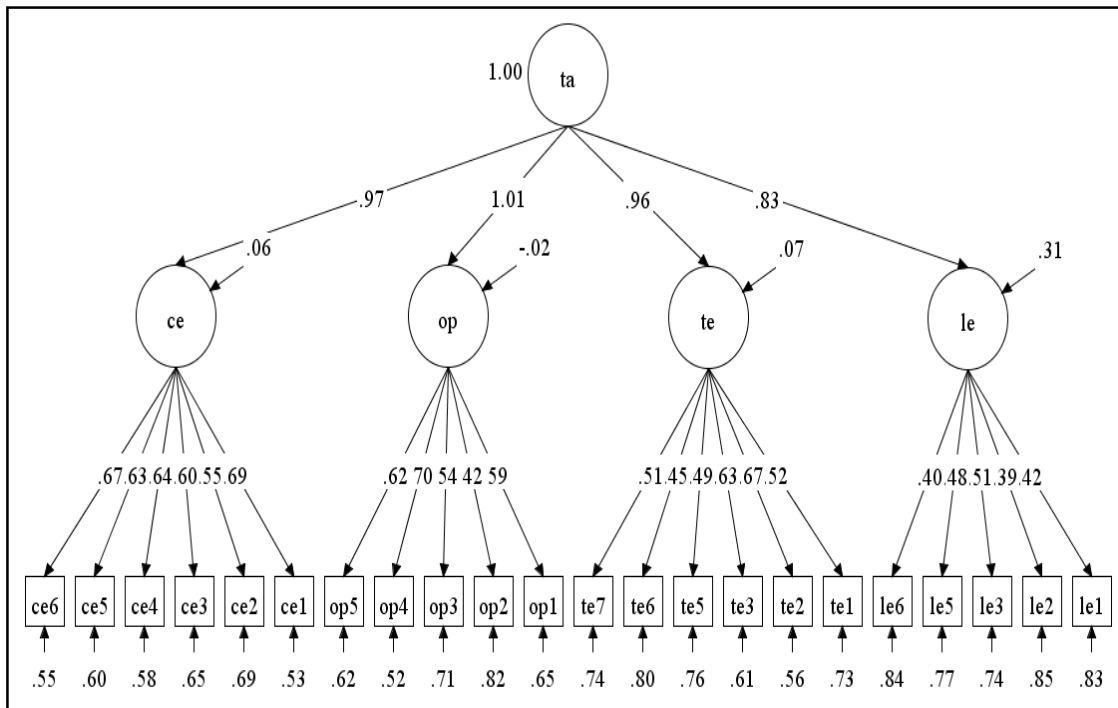 1.00 ta
.97 1.01 .96 .83
.06 -.02 .07 .31
ce op te le
.67 .63 .64 .60 .55 .69 .62 70 54 42 59 .51 .45 .49 .63 .67 .52 .40 .48 .51 .39 .42
ce6 ce5 ce4 ce3 ce2 ce1 op5 op4 op3 op2 op1 te7 te6 te5 te3 te2 te1 le6 le5 le3 le2 le1
.55 .60 .58 .65 .69 .53 .62 .52 .71 .82 .65 .74 .80 .76 .61 .56 .73 .84 .77 .74 .85 .83